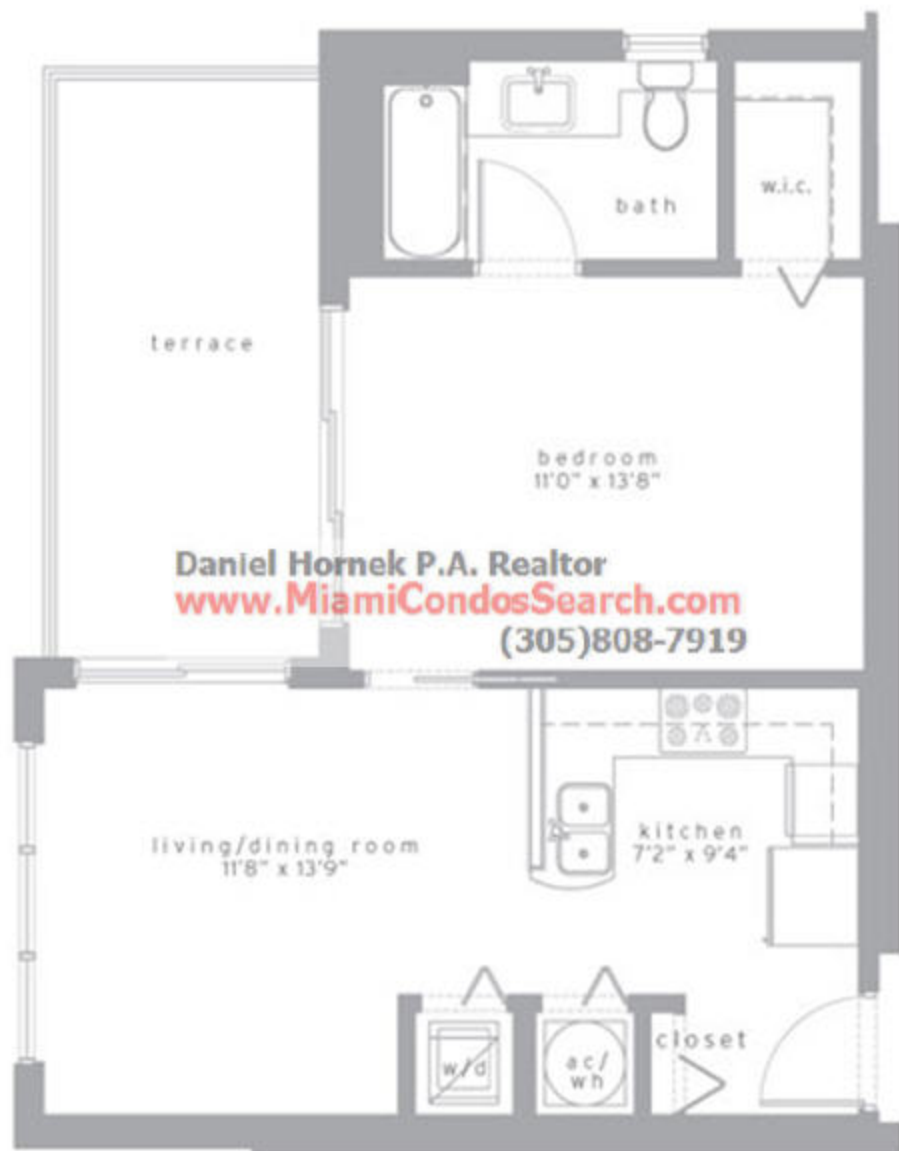 bath
w.i.c.
terrace
bedroom
11'0" x 13'8"
Daniel Hornek P.A. Realtor
www.MiamiCondosSearch.com
(305)808-7919
living/dining room
11'8" x 13'9"
kitchen
7'2" x 9'4"
closet
w/d
ac/
wh